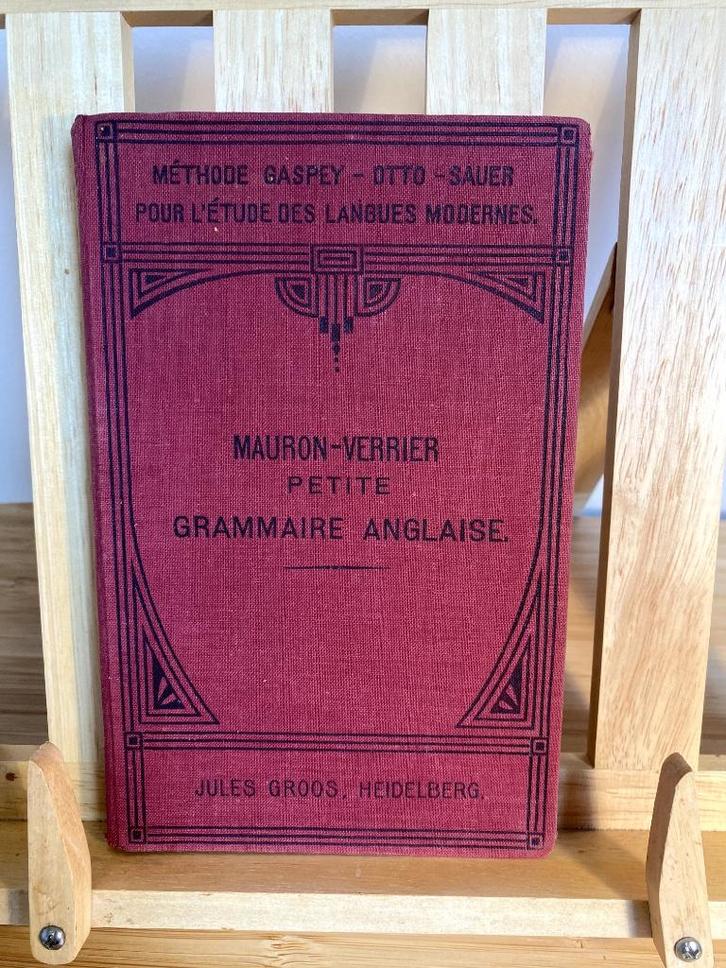 MÉTHODE GASPEY - OTTO - SAUER
POUR L'ÉTUDE DES LANGUES MODERNES.
MAURON-VERRIER
PETITE
GRAMMAIRE ANGLAISE.
JULES GROOS, HEIDELBERG.